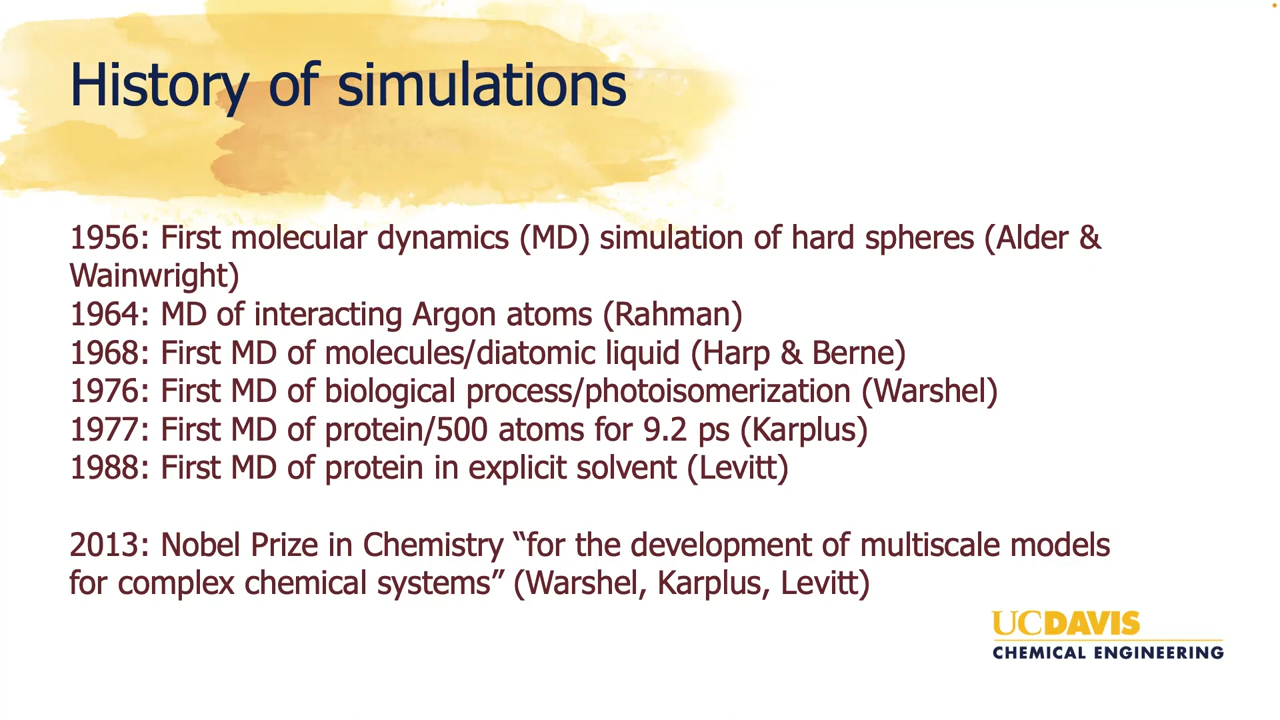 History of simulations
1956: First molecular dynamics (MD) simulation of hard spheres (Alder &
Wainwright)
1964: MD of interacting Argon atoms (Rahman)
1968: First MD of molecules/diatomic liquid (Harp & Berne)
1976: First MD of biological process/photoisomerization (Warshel)
1977: First MD of protein/500 atoms for 9.2 ps (Karplus)
1988: First MD of protein in explicit solvent (Levitt)
2013: Nobel Prize in Chemistry “for the development of multiscale models
for complex chemical systems” (Warshel, Karplus, Levitt)
UCDAVIS
CHEMICAL ENGINEERING